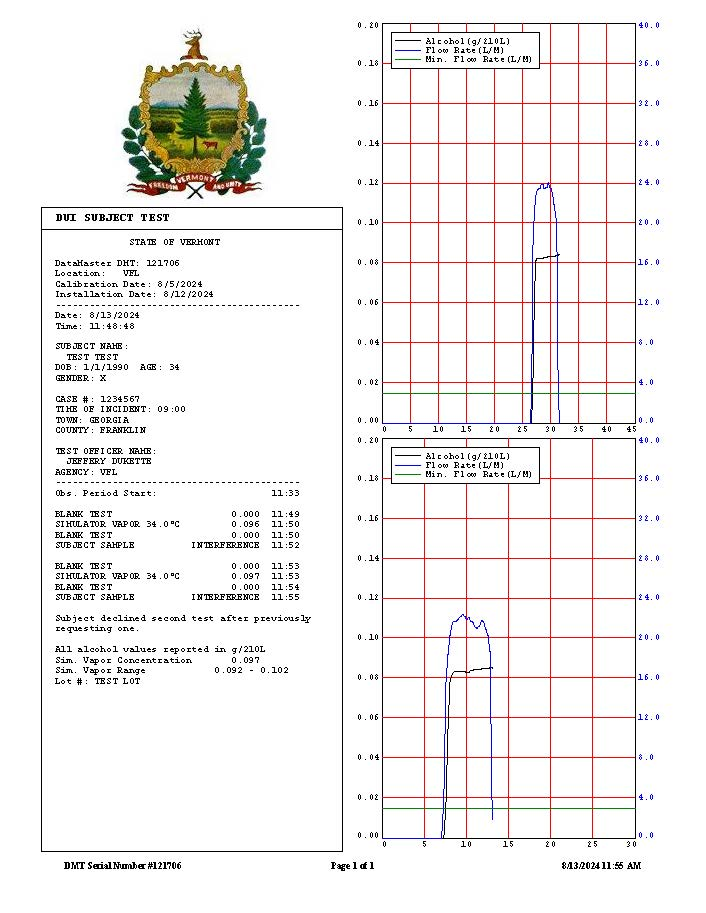 FREEDOM VERMONT AND UNITY
DUI SUBJECT TEST
STATE OF VERMONT
DataMaster DMT: 121706
Location: VFL
Calibration Date: 8/5/2024
Installation Date: 8/12/2024
----------------------------------------
Date: 8/13/2024
Time: 11:48:48
SUBJECT NAME:
TEST TEST
DOB: 1/1/1990 AGE: 34
GENDER: X
CASE #: 1234567
TIME OF INCIDENT: 09:00
TOWN: GEORGIA
COUNTY: FRANKLIN
TEST OFFICER NAME:
JEFFERY DUKETTE
AGENCY: VFL
----------------------------------------
Obs. Period Start: 11:33
BLANK TEST 0.000 11:49
SIMULATOR VAPOR 34.0°C 0.096 11:50
BLANK TEST 0.000 11:50
SUBJECT SAMPLE INTERFERENCE 11:52
BLANK TEST 0.000 11:53
SIMULATOR VAPOR 34.0°C 0.097 11:53
BLANK TEST 0.000 11:54
SUBJECT SAMPLE INTERFERENCE 11:55
Subject declined second test after previously
requesting one.
All alcohol values reported in g/210L
Sim. Vapor Concentration 0.097
Sim. Vapor Range 0.092 - 0.102
Lot #: TEST LOT
0.20 40.0
Alcohol(g/210L)
Flow Rate(L/M)
Min. Flow Rate(L/M)
0.18 36.0
0.16 32.0
0.14 28.0
0.12 24.0
0.10 20.0
0.08 16.0
0.06 12.0
0.04 8.0
0.02 4.0
0.00 0.0
0 5 10 15 20 25 30 35 40 45
0.20 40.0
Alcohol(g/210L)
Flow Rate(L/M)
Min. Flow Rate(L/M)
0.18 36.0
0.16 32.0
0.14 28.0
0.12 24.0
0.10 20.0
0.08 16.0
0.06 12.0
0.04 8.0
0.02 4.0
0.00 0.0
0 5 10 15 20 25 30
DMT Serial Number #121706 Page 1 of 1 8/13/2024 11:55 AM